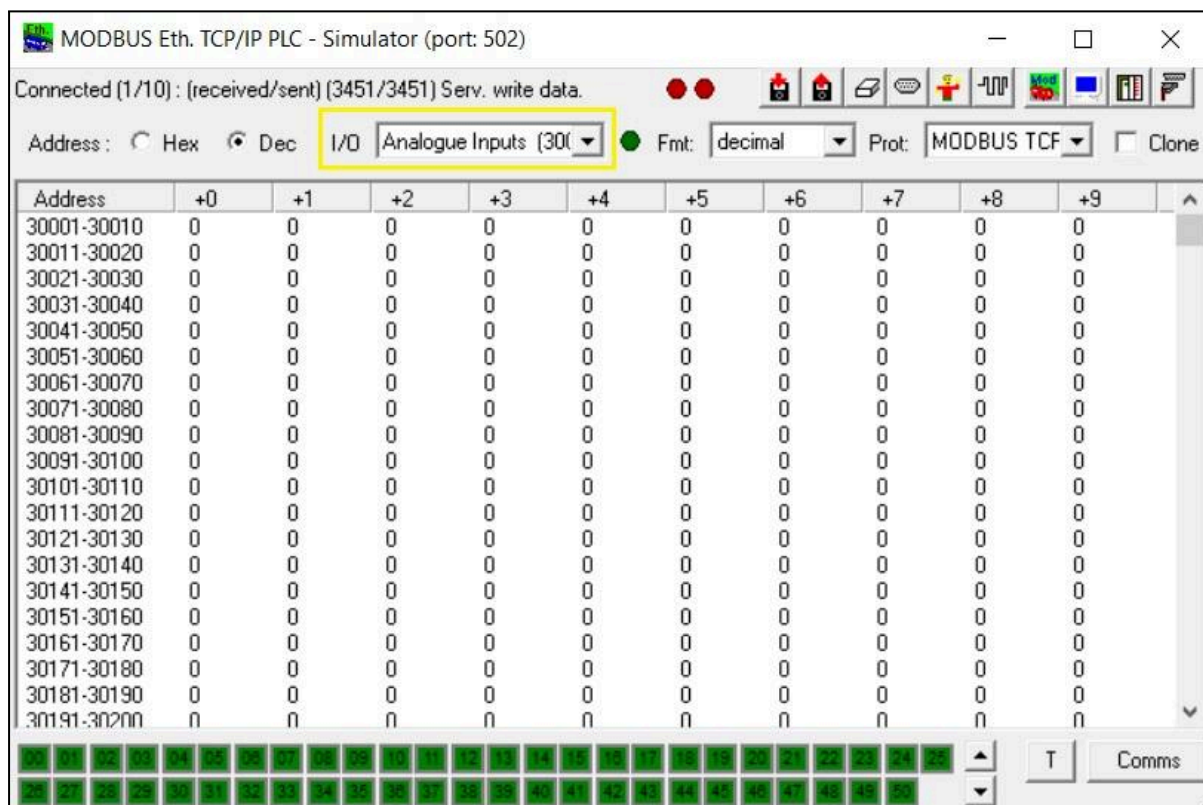 MODBUS Eth. TCP/IP PLC - Simulator (port: 502)
Connected (1/10) : (received/sent) (3451/3451) Serv. write data.
Address : Hex Dec I/O Analogue Inputs (300 Fmt: decimal Prot: MODBUS TCP Clone
Address +0 +1 +2 +3 +4 +5 +6 +7 +8 +9
30001-30010 0 0 0 0 0 0 0 0 0 0
30011-30020 0 0 0 0 0 0 0 0 0 0
30021-30030 0 0 0 0 0 0 0 0 0 0
30031-30040 0 0 0 0 0 0 0 0 0 0
30041-30050 0 0 0 0 0 0 0 0 0 0
30051-30060 0 0 0 0 0 0 0 0 0 0
30061-30070 0 0 0 0 0 0 0 0 0 0
30071-30080 0 0 0 0 0 0 0 0 0 0
30081-30090 0 0 0 0 0 0 0 0 0 0
30091-30100 0 0 0 0 0 0 0 0 0 0
30101-30110 0 0 0 0 0 0 0 0 0 0
30111-30120 0 0 0 0 0 0 0 0 0 0
30121-30130 0 0 0 0 0 0 0 0 0 0
30131-30140 0 0 0 0 0 0 0 0 0 0
30141-30150 0 0 0 0 0 0 0 0 0 0
30151-30160 0 0 0 0 0 0 0 0 0 0
30161-30170 0 0 0 0 0 0 0 0 0 0
30171-30180 0 0 0 0 0 0 0 0 0 0
30181-30190 0 0 0 0 0 0 0 0 0 0
30191-30200 0 0 0 0 0 0 0 0 0 0
00 01 02 03 04 05 06 07 08 09 10 11 12 13 14 15 16 17 18 19 20 21 22 23 24 25 T Comms
26 27 28 29 30 31 32 33 34 35 36 37 38 39 40 41 42 43 44 45 46 47 48 49 50